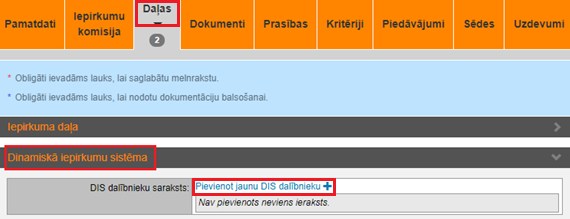 Pamatdati
Iepirkumu komisija
Daļas
2
Dokumenti
Prasības
Kritēriji
Piedāvājumi
Sēdes
Uzdevumi
* Obligāti ievadāms lauks, lai saglabātu melnrakstu.
* Obligāti ievadāms lauks, lai nodotu dokumentāciju balsošanai.
Iepirkuma daļa
Dinamiskā iepirkumu sistēma
DIS dalībnieku saraksts: Pievienot jaunu DIS dalībnieku +
Nav pievienots neviens ieraksts.